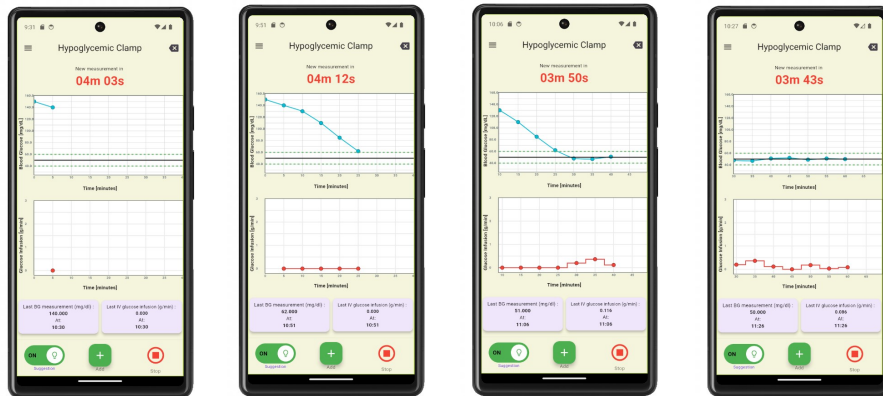 9:31
Hypoglycemic Clamp
New measurement in
04m 03s
Blood Glucose [mg/dL]
Time [minutes]
Glucose Infusion [g/min]
Time [minutes]
Last BG measurement (mg/dl) :
140.000
At:
10:30
Last IV glucose infusion (g/min) :
At:
10:30
ON
Suggestion
Add
Stop
9:51
Hypoglycemic Clamp
New measurement in
04m 12s
Blood Glucose [mg/dL]
Time [minutes]
Glucose Infusion [g/min]
Time [minutes]
Last BG measurement (mg/dl) :
62.000
At:
10:51
Last IV glucose infusion (g/min) :
At:
10:51
ON
Suggestion
Add
Stop
10:06
Hypoglycemic Clamp
New measurement in
03m 50s
Blood Glucose [mg/dL]
Time [minutes]
Glucose Infusion [g/min]
Time [minutes]
Last BG measurement (mg/dl) :
51.000
At:
11:06
Last IV glucose infusion (g/min) :
0.116
At:
11:06
ON
Suggestion
Add
Stop
10:27
Hypoglycemic Clamp
New measurement in
03m 43s
Blood Glucose [mg/dL]
Time [minutes]
Glucose Infusion [g/min]
Time [minutes]
Last BG measurement (mg/dl) :
50.000
At:
11:26
Last IV glucose infusion (g/min) :
0.086
At:
11:26
ON
Suggestion
Add
Stop